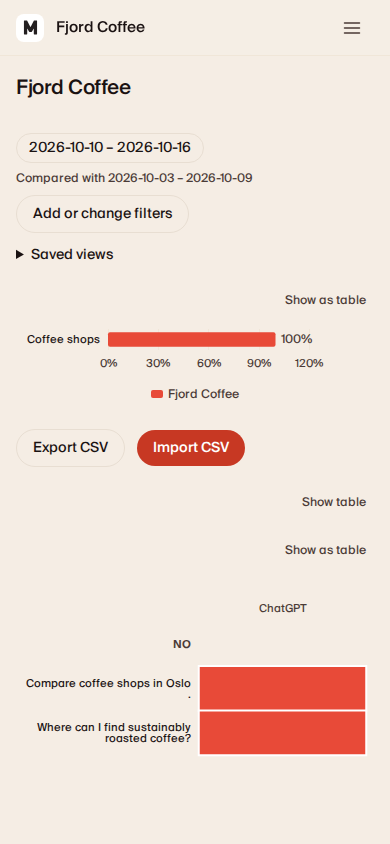 M Fjord Coffee
Fjord Coffee
2026-10-10 – 2026-10-16
Compared with 2026-10-03 – 2026-10-09
Add or change filters
Saved views
Show as table
Coffee shops 100%
0% 30% 60% 90% 120%
Fjord Coffee
Export CSV Import CSV
Show table
Show as table
ChatGPT
NO
Compare coffee shops in Oslo
.
Where can I find sustainably
roasted coffee?